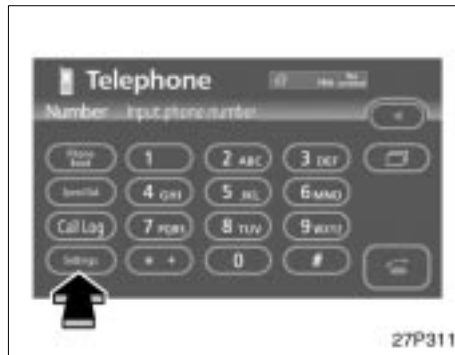 Telephone
Number Input phone number
Phone Book
1
2 ABC
3 DEF
Speed Dial
4 GHI
5 JKL
6 MNO
Call Log
7 PQRS
8 TUV
9 WXYZ
Settings
* +
0
#
27P311